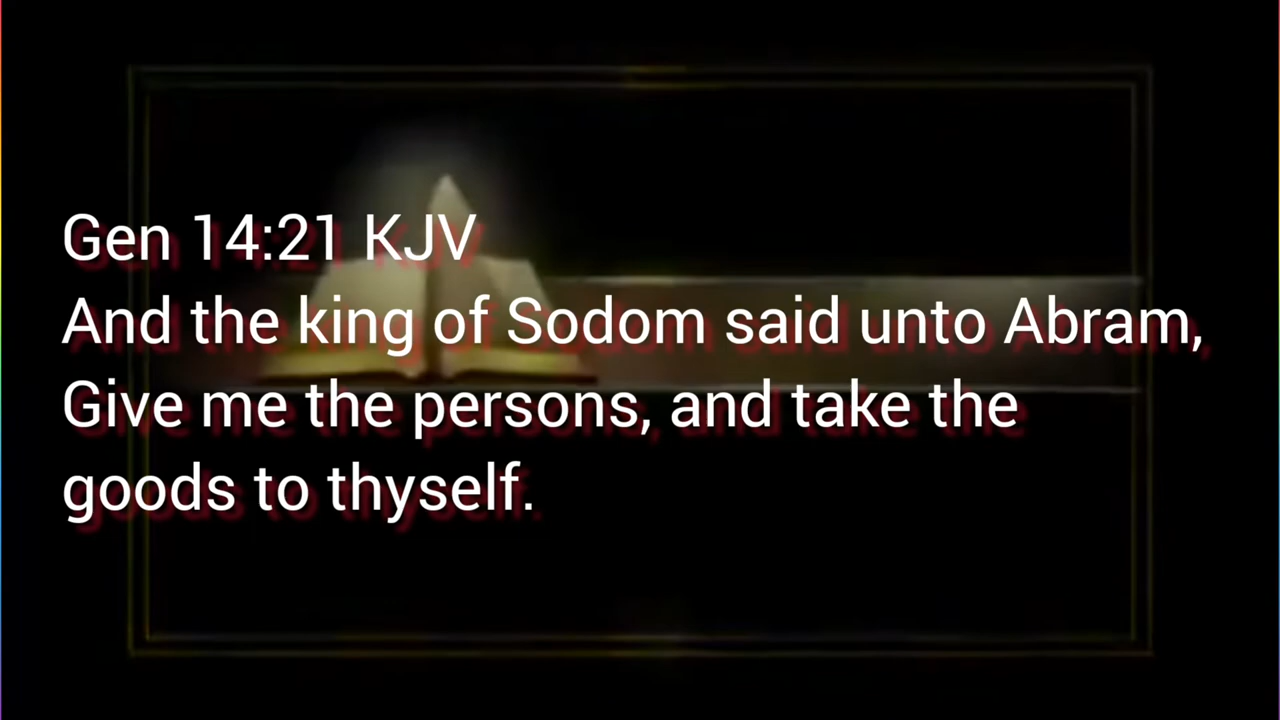 Gen 14:21 KJV
And the king of Sodom said unto Abram,
Give me the persons, and take the
goods to thyself.